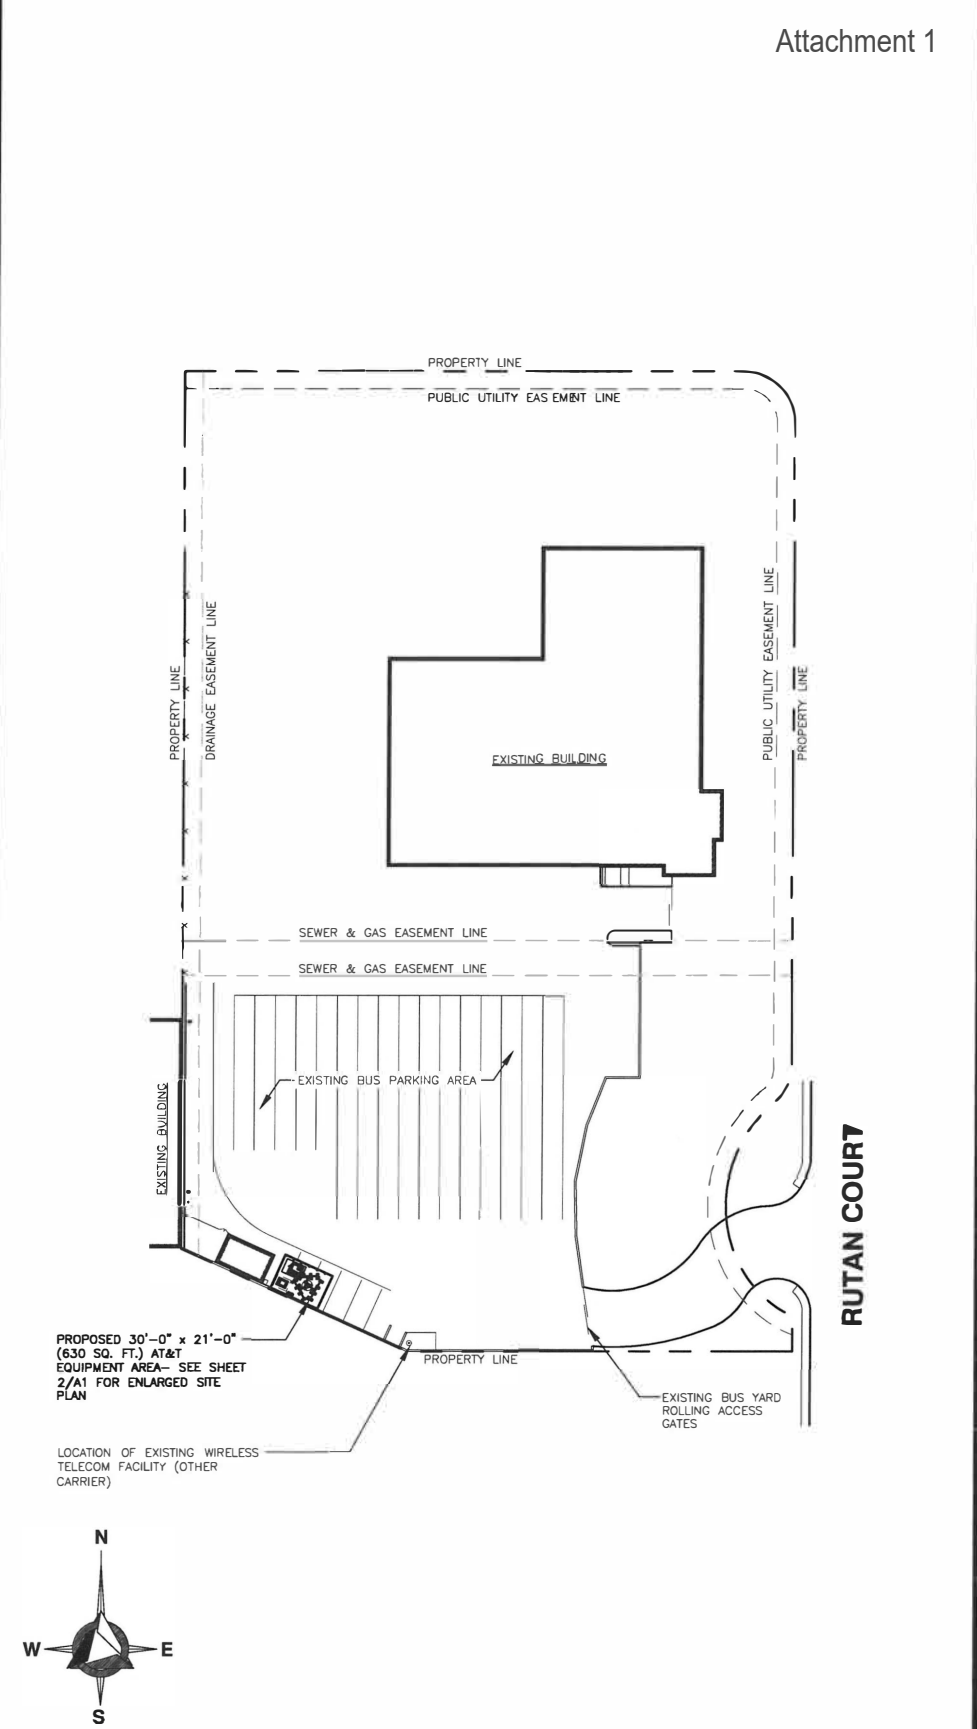 Attachment 1
PROPERTY LINE
PUBLIC UTILITY EASEMENT LINE
PROPERTY LINE
DRAINAGE EASEMENT LINE
PUBLIC UTILITY EASEMENT LINE
PROPERTY LINE
EXISTING BUILDING
SEWER & GAS EASEMENT LINE
SEWER & GAS EASEMENT LINE
EXISTING BUS PARKING AREA
EXISTING BUILDING
RUTAN COURT
PROPOSED 30'-0" x 21'-0"
(630 SQ. FT.) AT&T
EQUIPMENT AREA- SEE SHEET
2/A1 FOR ENLARGED SITE
PLAN
PROPERTY LINE
EXISTING BUS YARD
ROLLING ACCESS
GATES
LOCATION OF EXISTING WIRELESS
TELECOM FACILITY (OTHER
CARRIER)
N
W
E
S